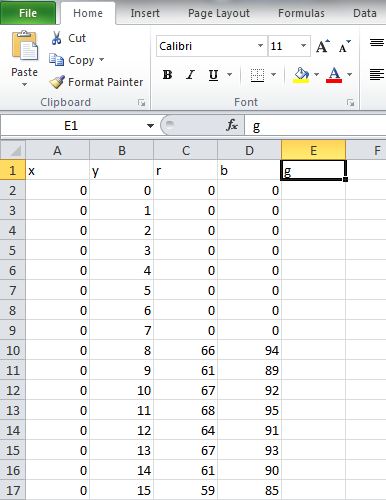 File Home Insert Page Layout Formulas Data
Cut
Calibri 11 A A
Copy
Paste
Format Painter
B I U A
Clipboard Font
E1 fx g
A B C D E F
1 x y r b g
2 0 0 0 0
3 0 1 0 0
4 0 2 0 0
5 0 3 0 0
6 0 4 0 0
7 0 5 0 0
8 0 6 0 0
9 0 7 0 0
10 0 8 66 94
11 0 9 61 89
12 0 10 67 92
13 0 11 68 95
14 0 12 64 91
15 0 13 67 93
16 0 14 61 90
17 0 15 59 85